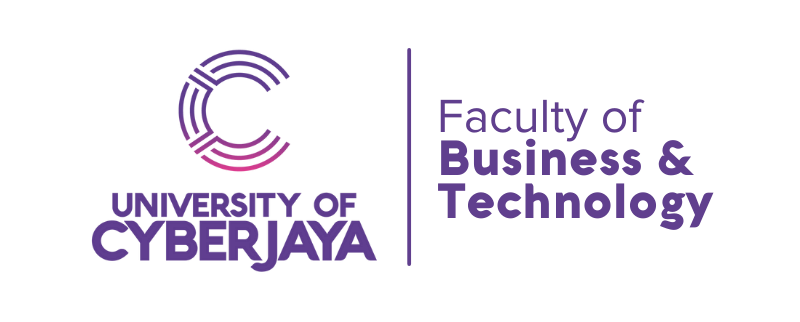 UNIVERSITY OF
CYBERJAYA
Faculty of
Business &
Technology